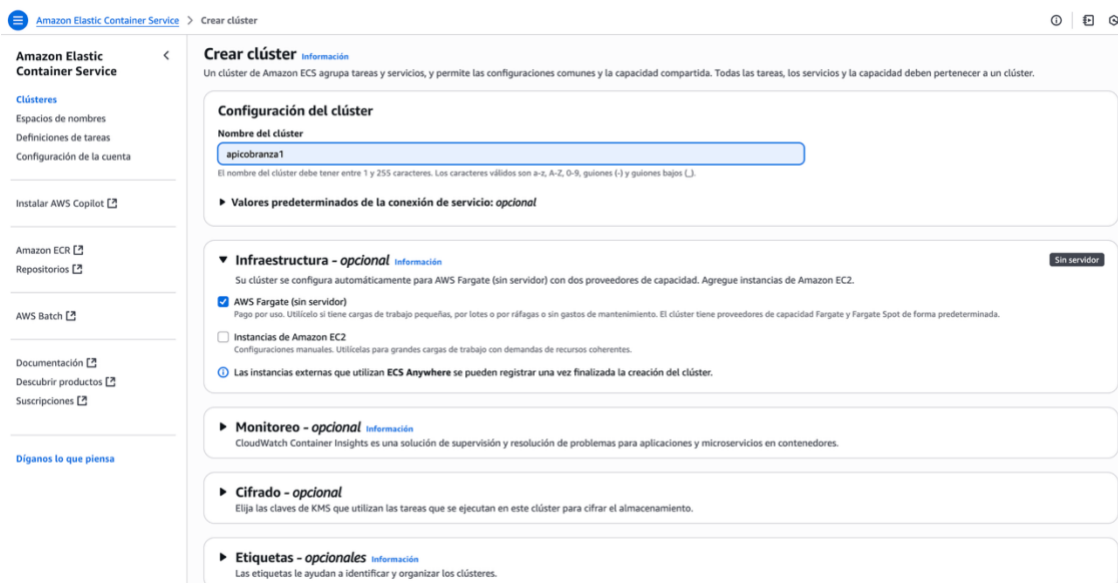 Amazon Elastic Container Service > Crear clúster
Amazon Elastic
Container Service
Clústeres
Espacios de nombres
Definiciones de tareas
Configuración de la cuenta
Instalar AWS Copilot
Amazon ECR
Repositorios
AWS Batch
Documentación
Descubrir productos
Suscripciones
Díganos lo que piensa
Crear clúster Información
Un clúster de Amazon ECS agrupa tareas y servicios, y permite las configuraciones comunes y la capacidad compartida. Todas las tareas, los servicios y la capacidad deben pertenecer a un clúster.
Configuración del clúster
Nombre del clúster
apicobranza1
El nombre del clúster debe tener entre 1 y 255 caracteres. Los caracteres válidos son a-z, A-Z, 0-9, guiones (-) y guiones bajos (_).
Valores predeterminados de la conexión de servicio: opcional
Infraestructura - opcional Información
Sin servidor
Su clúster se configura automáticamente para AWS Fargate (sin servidor) con dos proveedores de capacidad. Agregue instancias de Amazon EC2.
AWS Fargate (sin servidor)
Pago por uso. Utilícelo si tiene cargas de trabajo pequeñas, por lotes o por ráfagas o sin gastos de mantenimiento. El clúster tiene proveedores de capacidad Fargate y Fargate Spot de forma predeterminada.
Instancias de Amazon EC2
Configuraciones manuales. Utilícelas para grandes cargas de trabajo con demandas de recursos coherentes.
Las instancias externas que utilizan ECS Anywhere se pueden registrar una vez finalizada la creación del clúster.
Monitoreo - opcional Información
CloudWatch Container Insights es una solución de supervisión y resolución de problemas para aplicaciones y microservicios en contenedores.
Cifrado - opcional
Elija las claves de KMS que utilizan las tareas que se ejecutan en este clúster para cifrar el almacenamiento.
Etiquetas - opcionales Información
Las etiquetas le ayudan a identificar y organizar los clústeres.